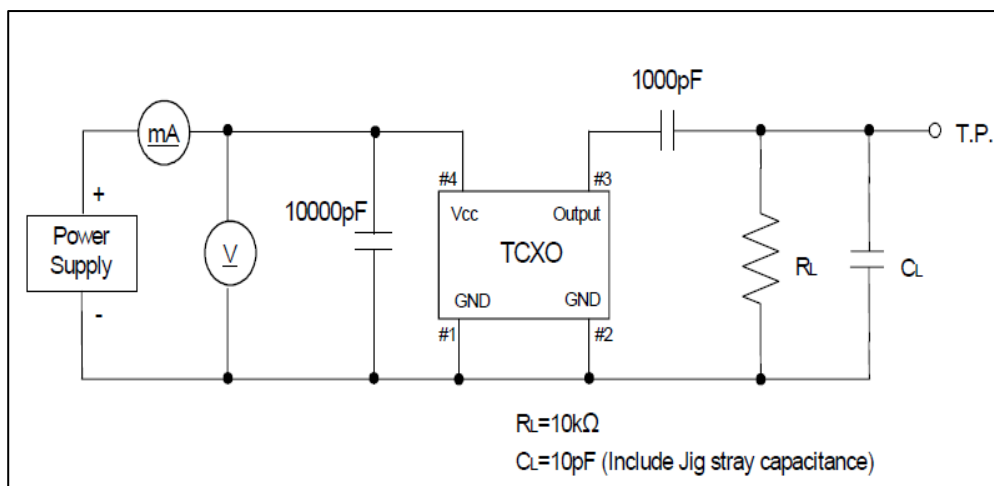 1000pF
mA
T.P.
#4
#3
+
10000pF
Vcc
Output
Power
Supply
V
TCXO
RL
CL
GND
GND
-
#1
#2
RL=10kΩ
CL=10pF (Include Jig stray capacitance)